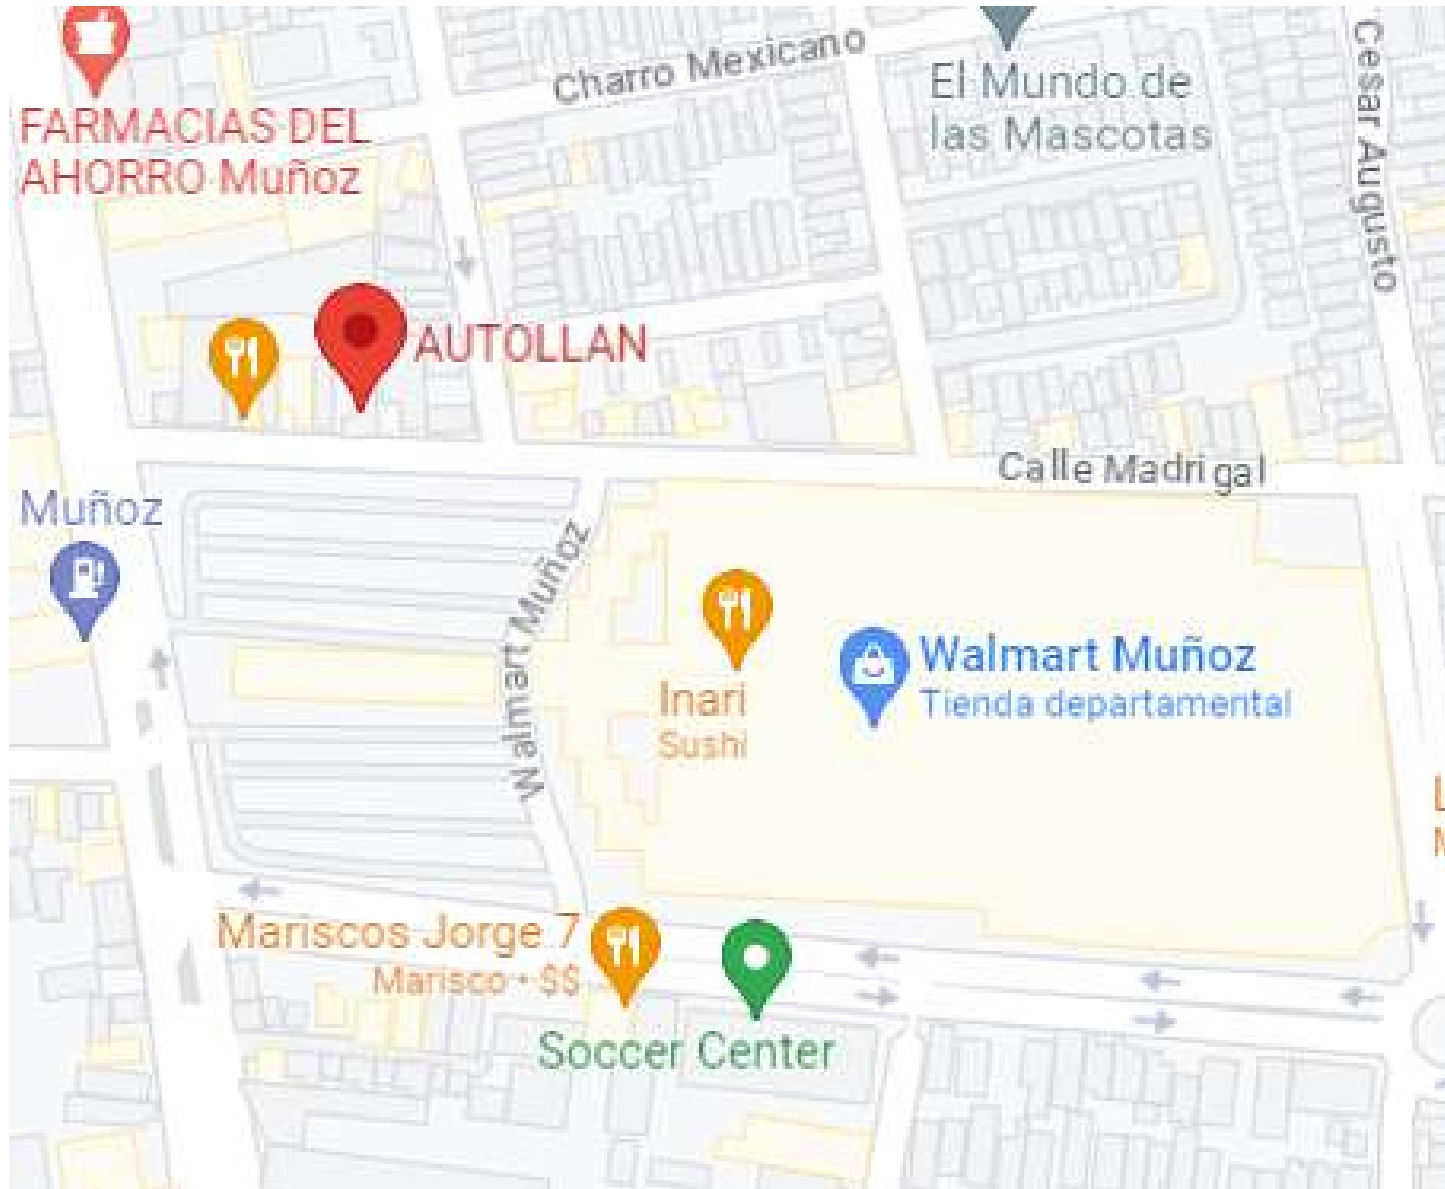 Charro Mexicano
El Mundo de
las Mascotas
Cesar Augusto
FARMACIAS DEL
AHORRO Muñoz
AUTOLLAN
Calle Madrigal
Muñoz
Walmart Muñoz
Inari
Sushi
Walmart Muñoz
Tienda departamental
Mariscos Jorge 7
Marisco · $$
Soccer Center